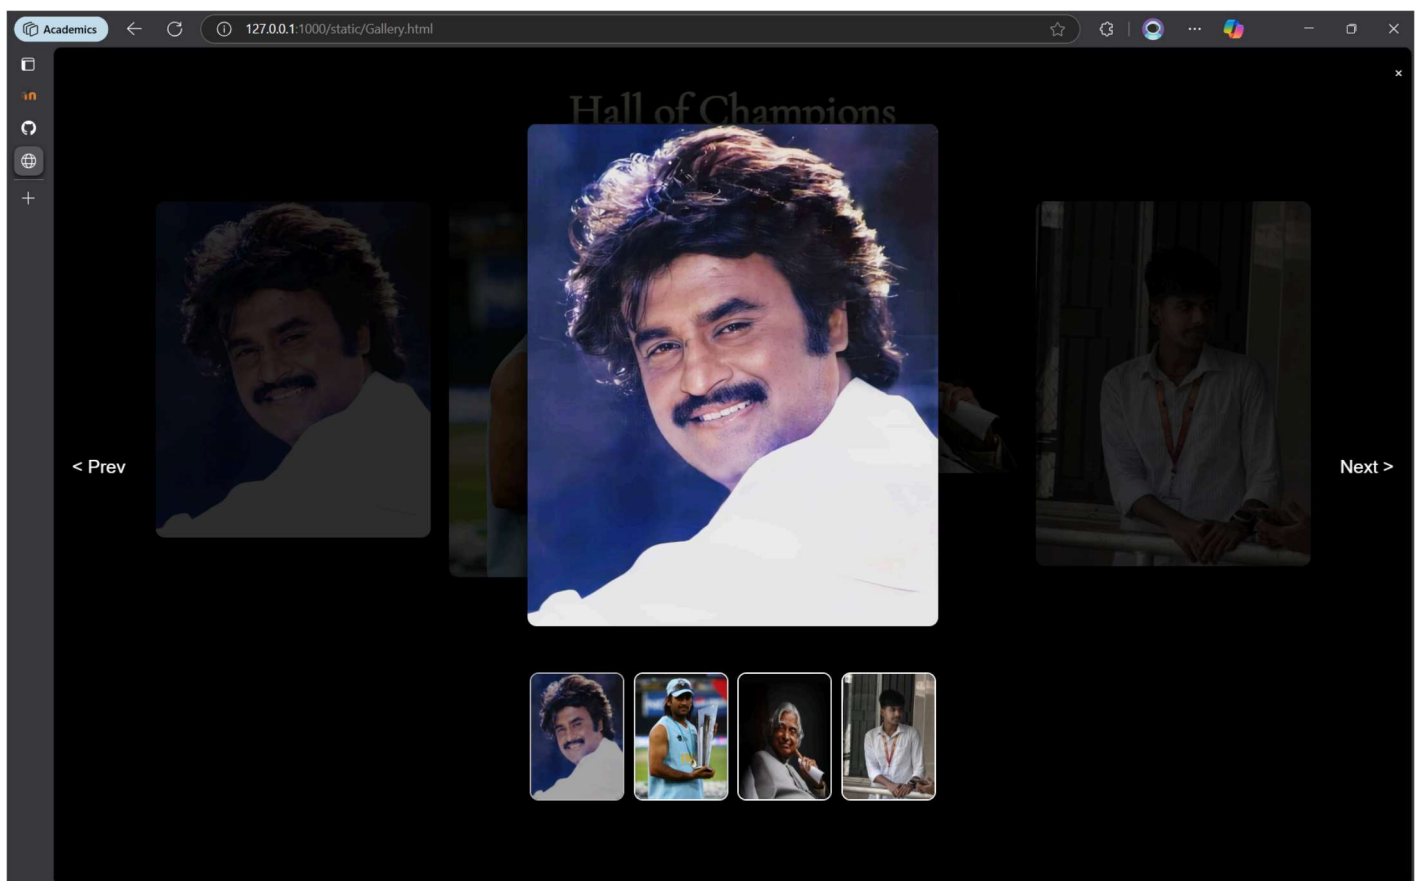 Academics
127.0.0.1:1000/static/Gallery.html
Hall of Champions
< Prev
Next >